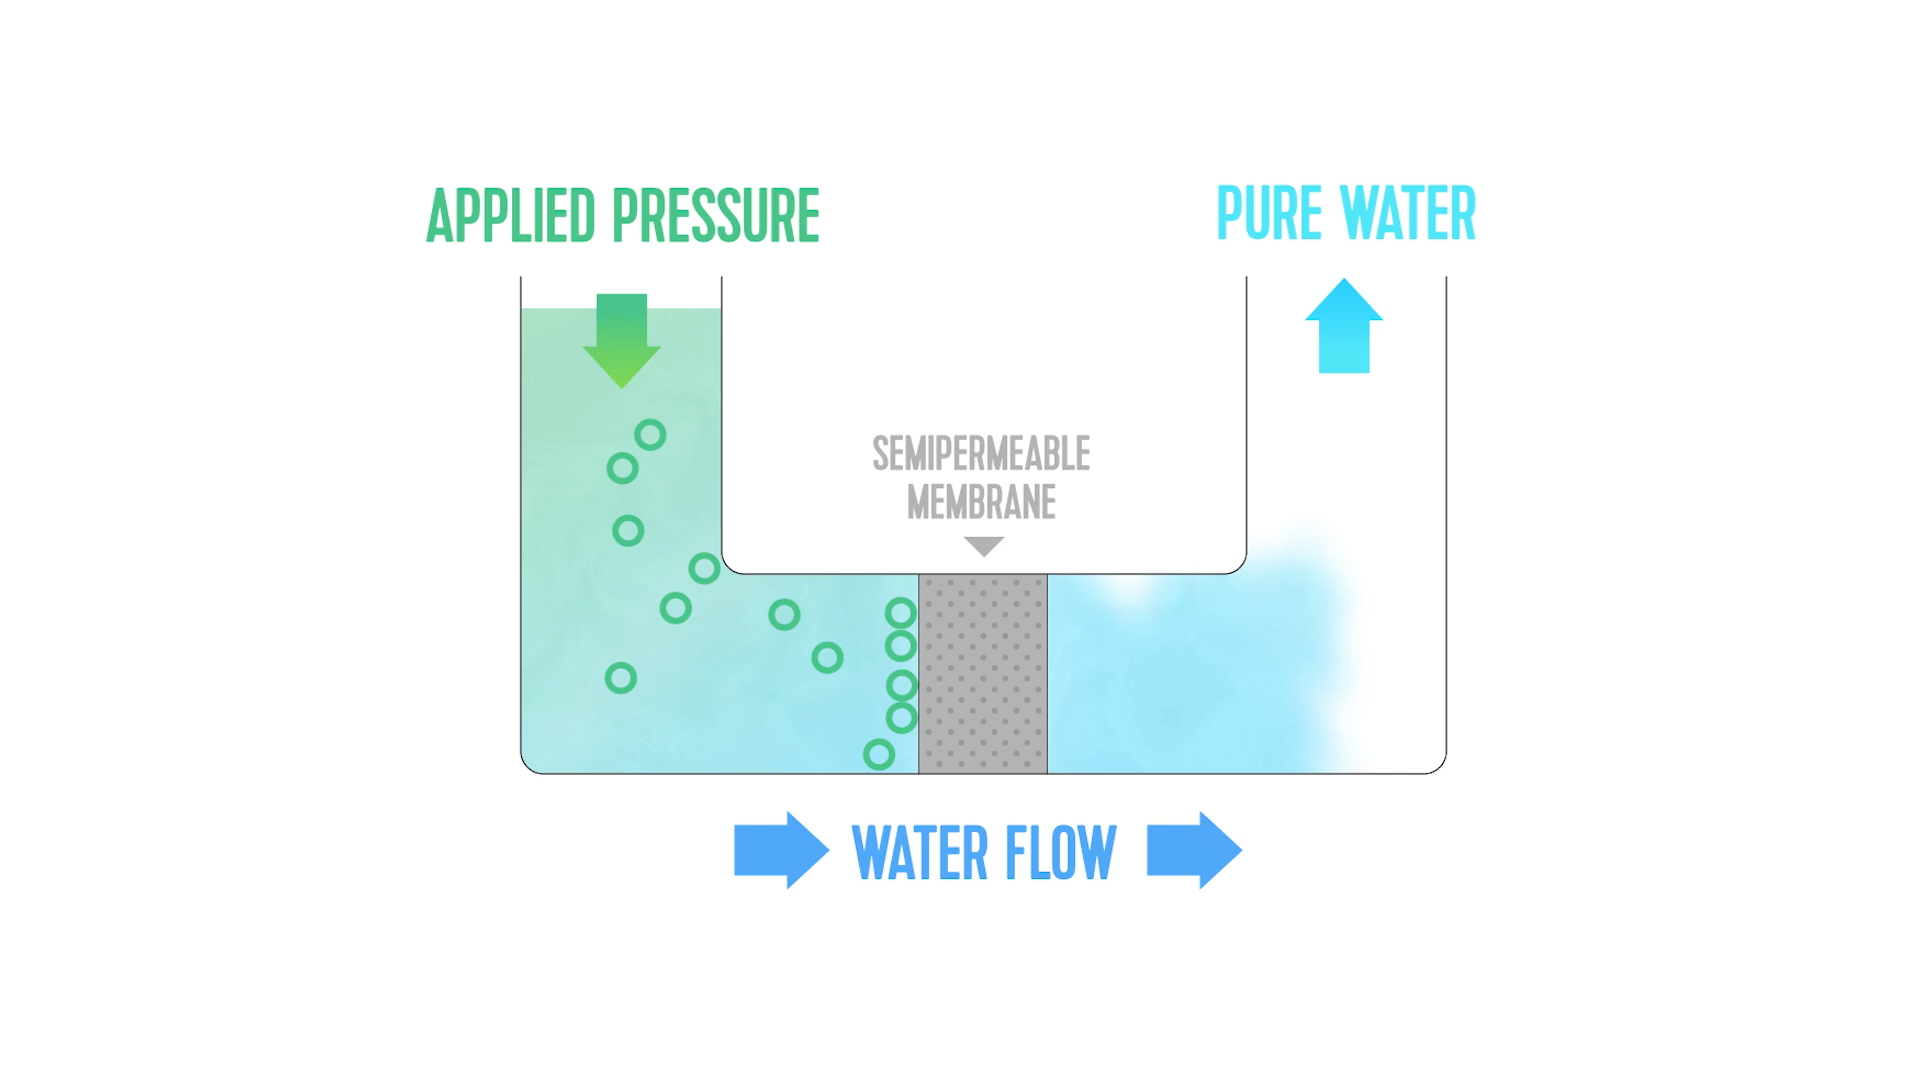 APPLIED PRESSURE
PURE WATER
SEMIPERMEABLE
MEMBRANE
WATER FLOW